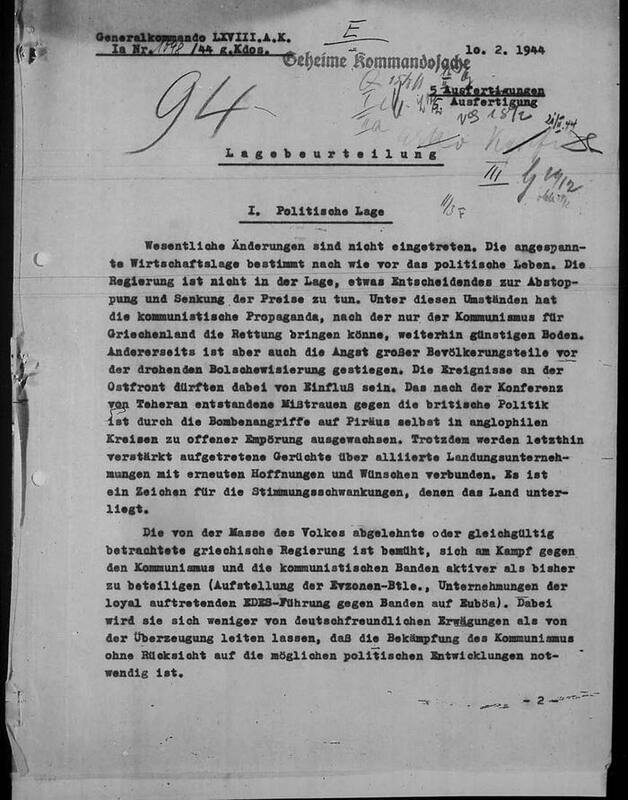 E
Generalkommando LXVIII.A.K.
Ia Nr. 1098 /44 g.Kdos.
10. 2. 1944
Geheime Kommandosache
5 Ausfertigungen
Ausfertigung
94
Lagebeurteilung
III
I. Politische Lage
Wesentliche Änderungen sind nicht eingetreten. Die angespann-
te Wirtschaftslage bestimmt nach wie vor das politische Leben. Die
Regierung ist nicht in der Lage, etwas Entscheidendes zur Abstop-
pung und Senkung der Preise zu tun. Unter diesen Umständen hat
die kommunistische Propaganda, nach der nur der Kommunismus für
Griechenland die Rettung bringen könne, weiterhin günstigen Boden.
Andererseits ist aber auch die Angst großer Bevölkerungsteile vor
der drohenden Bolschewisierung gestiegen. Die Ereignisse an der
Ostfront dürften dabei von Einfluß sein. Das nach der Konferenz
von Teheran entstandene Mißtrauen gegen die britische Politik
ist durch die Bombenangriffe auf Piräus selbst in anglophilen
Kreisen zu offener Empörung ausgewachsen. Trotzdem werden letzthin
verstärkt aufgetretene Gerüchte über alliierte Landungsunterneh-
mungen mit erneuten Hoffnungen und Wünschen verbunden. Es ist
ein Zeichen für die Stimmungsschwankungen, denen das Land unter-
liegt.
Die von der Masse des Volkes abgelehnte oder gleichgültig
betrachtete griechische Regierung ist bemüht, sich am Kampf gegen
den Kommunismus und die kommunistischen Banden aktiver als bisher
zu beteiligen (Aufstellung der Evzonen-Btle., Unternehmungen der
loyal auftretenden EDES-Führung gegen Banden auf Euböa). Dabei
wird sie sich weniger von deutschfreundlichen Erwägungen als von
der Überzeugung leiten lassen, daß die Bekämpfung des Kommunismus
ohne Rücksicht auf die möglichen politischen Entwicklungen not-
wendig ist.
- 2 -